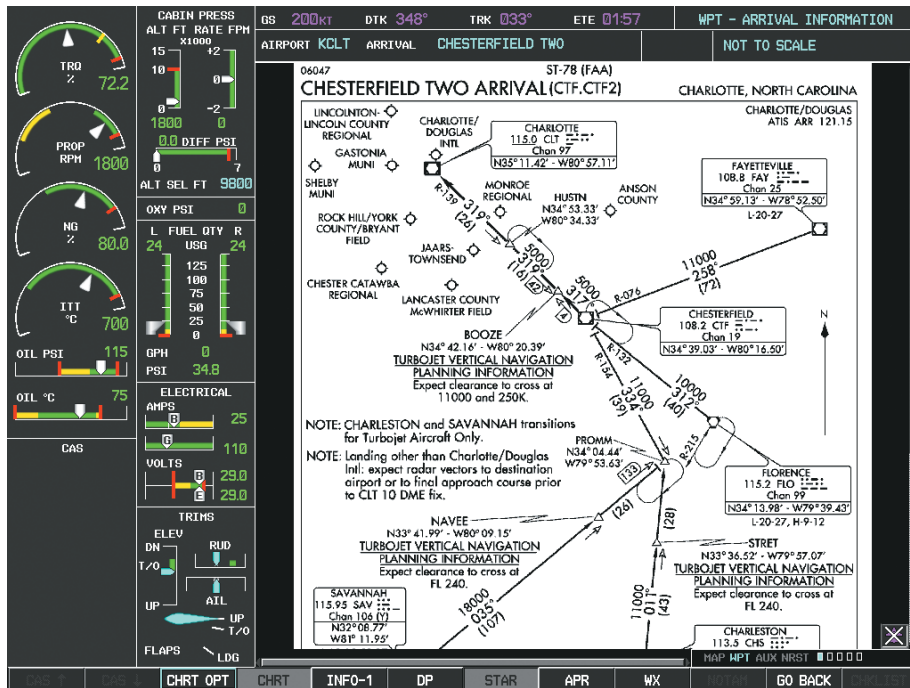 GS 200KT DTK 348° TRK 033° ETE 01:57 WPT - ARRIVAL INFORMATION
AIRPORT KCLT ARRIVAL CHESTERFIELD TWO NOT TO SCALE
TRQ
%
72.2
PROP
RPM
1800
NG
%
80.0
ITT
°C
700
OIL PSI 115
OIL °C 75
CAS
CABIN PRESS
ALT FT RATE FPM
X1000
15 +2
10 0
0 -2
1800 0
0.0 DIFF PSI
0 7
ALT SEL FT 9800
OXY PSI 0
L FUEL QTY R
24 USG 24
125
100
75
50
25
0
GPH 0
PSI 34.8
ELECTRICAL
AMPS
B 25
G 110
VOLTS
B 29.0
E 29.0
TRIMS
ELEV
DN
RUD
T/O
UP
AIL
UP
T/O
FLAPS
LDG
06047 ST-78 (FAA)
CHESTERFIELD TWO ARRIVAL (CTF.CTF2) CHARLOTTE, NORTH CAROLINA
CHARLOTTE/DOUGLAS
ATIS ARR 121.15
LINCOLNTON-
LINCOLN COUNTY
REGIONAL
CHARLOTTE/
DOUGLAS
INTL
CHARLOTTE
115.0 CLT
Chan 97
N35°11.42' - W80°57.11'
GASTONIA
MUNI
SHELBY
MUNI
MONROE
REGIONAL
HUSTN
N34°53.33'
W80°34.33'
ANSON
COUNTY
FAYETTEVILLE
108.8 FAY
Chan 25
N34°59.13' - W78°52.50'
L-20-27
ROCK HILL/YORK
COUNTY/BRYANT
FIELD
JAARS-
TOWNSEND
CHESTER CATAWBA
REGIONAL
LANCASTER COUNTY
McWHIRTER FIELD
R-139
319°
(26)
5000
319°
(16)
(42)
5000
317°
4
11000
258°
(72)
R-076
CHESTERFIELD
108.2 CTF
Chan 19
N34°39.03' - W80°16.50'
N
BOOZE
N34°42.16' - W80°20.39'
TURBOJET VERTICAL NAVIGATION
PLANNING INFORMATION
Expect clearance to cross at
11000 and 250K.
R-132
R-154
11000
334°
(39)
10000
312°
(40)
NOTE: CHARLESTON and SAVANNAH transitions
for Turbojet Aircraft Only.
NOTE: Landing other than Charlotte/Douglas
Intl: expect radar vectors to destination
airport or to final approach course prior
to CLT 10 DME fix.
PROMM
N34°04.44'
W79°53.63'
R-215
133
FLORENCE
115.2 FLO
Chan 99
N34°13.98' - W79°39.43'
L-20-27, H-9-12
(26)
(28)
NAVEE
N33°41.99' - W80°09.15'
TURBOJET VERTICAL NAVIGATION
PLANNING INFORMATION
Expect clearance to cross at
FL 240.
STRET
N33°36.52' - W79°57.07'
TURBOJET VERTICAL NAVIGATION
PLANNING INFORMATION
Expect clearance to cross at
FL 240.
SAVANNAH
115.95 SAV
Chan 106 (Y)
N32°08.77'
W81°11.95'
18000
035°
(107)
11000
011°
(43)
CHARLESTON
113.5 CHS
MAP WPT AUX NRST
CAS ↑ CAS ↓ CHRT OPT CHRT INFO-1 DP STAR APR WX NOTAM GO BACK CHKLIST